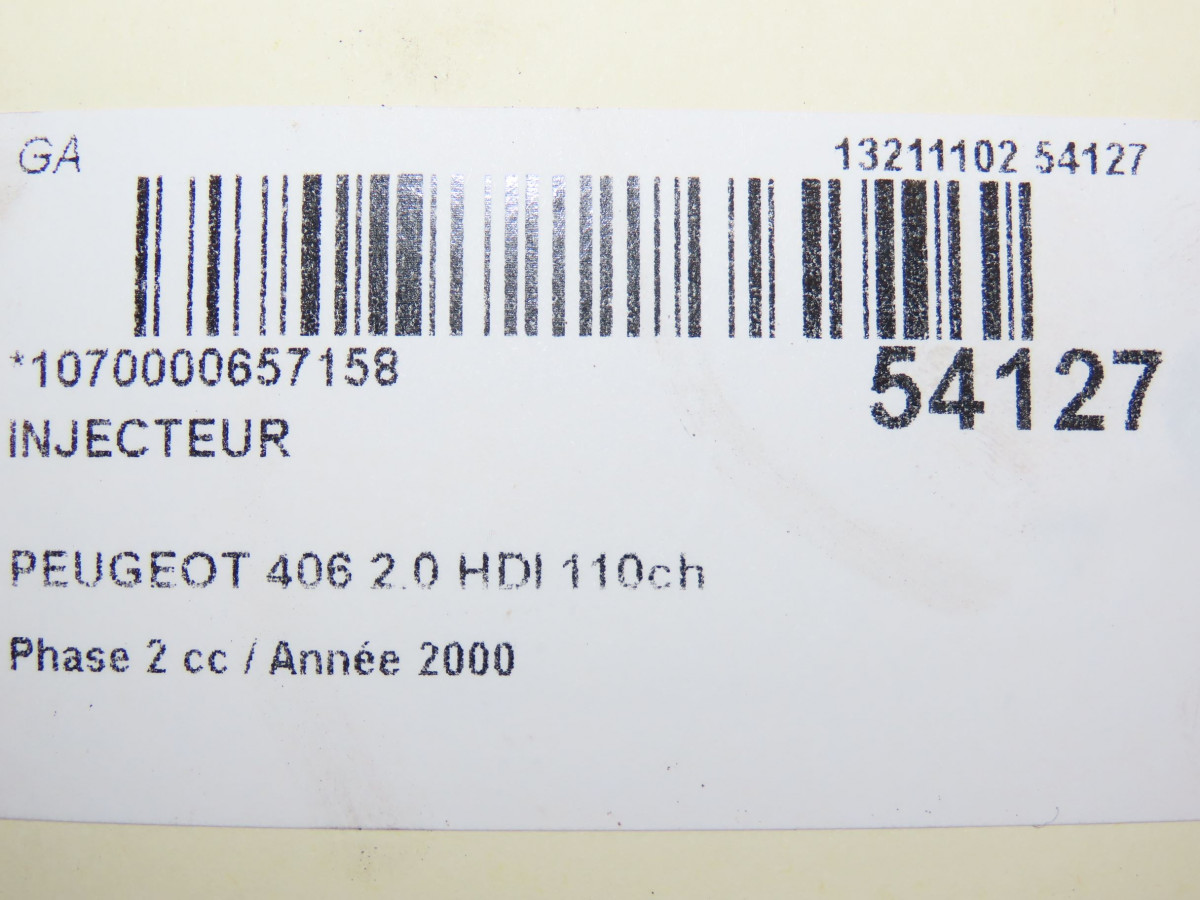 GA
13211102 54127
*1070000657158
54127
INJECTEUR
PEUGEOT 406 2.0 HDI 110ch
Phase 2 cc / Année 2000